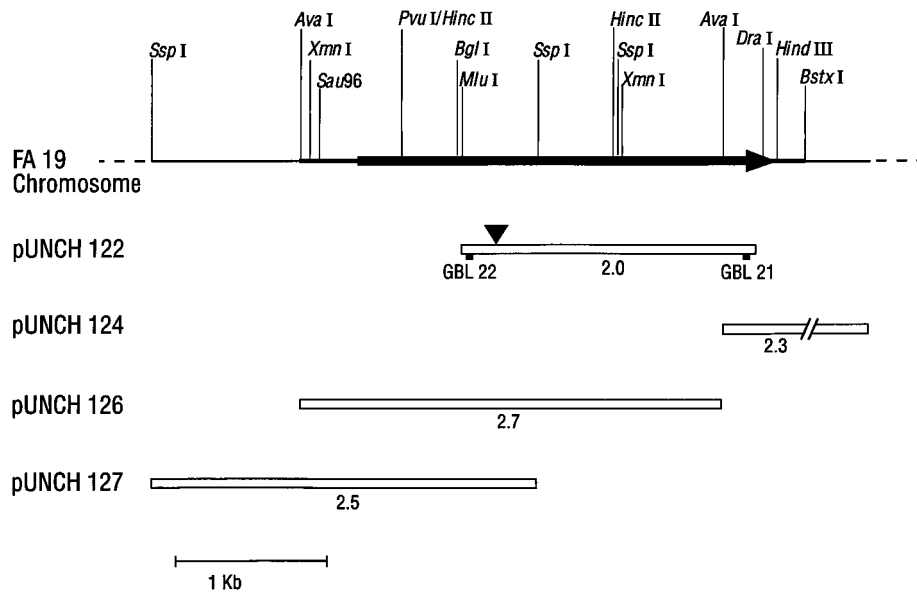 Ava I
Pvu I/Hinc II
Hinc II
Ava I
Ssp I
Xmn I
Bgl I
Ssp I
Ssp I
Dra I
Hind III
Sau96
Mlu I
Xmn I
Bstx I
FA 19
Chromosome
pUNCH 122
GBL 22
2.0
GBL 21
pUNCH 124
2.3
pUNCH 126
2.7
pUNCH 127
2.5
1 Kb